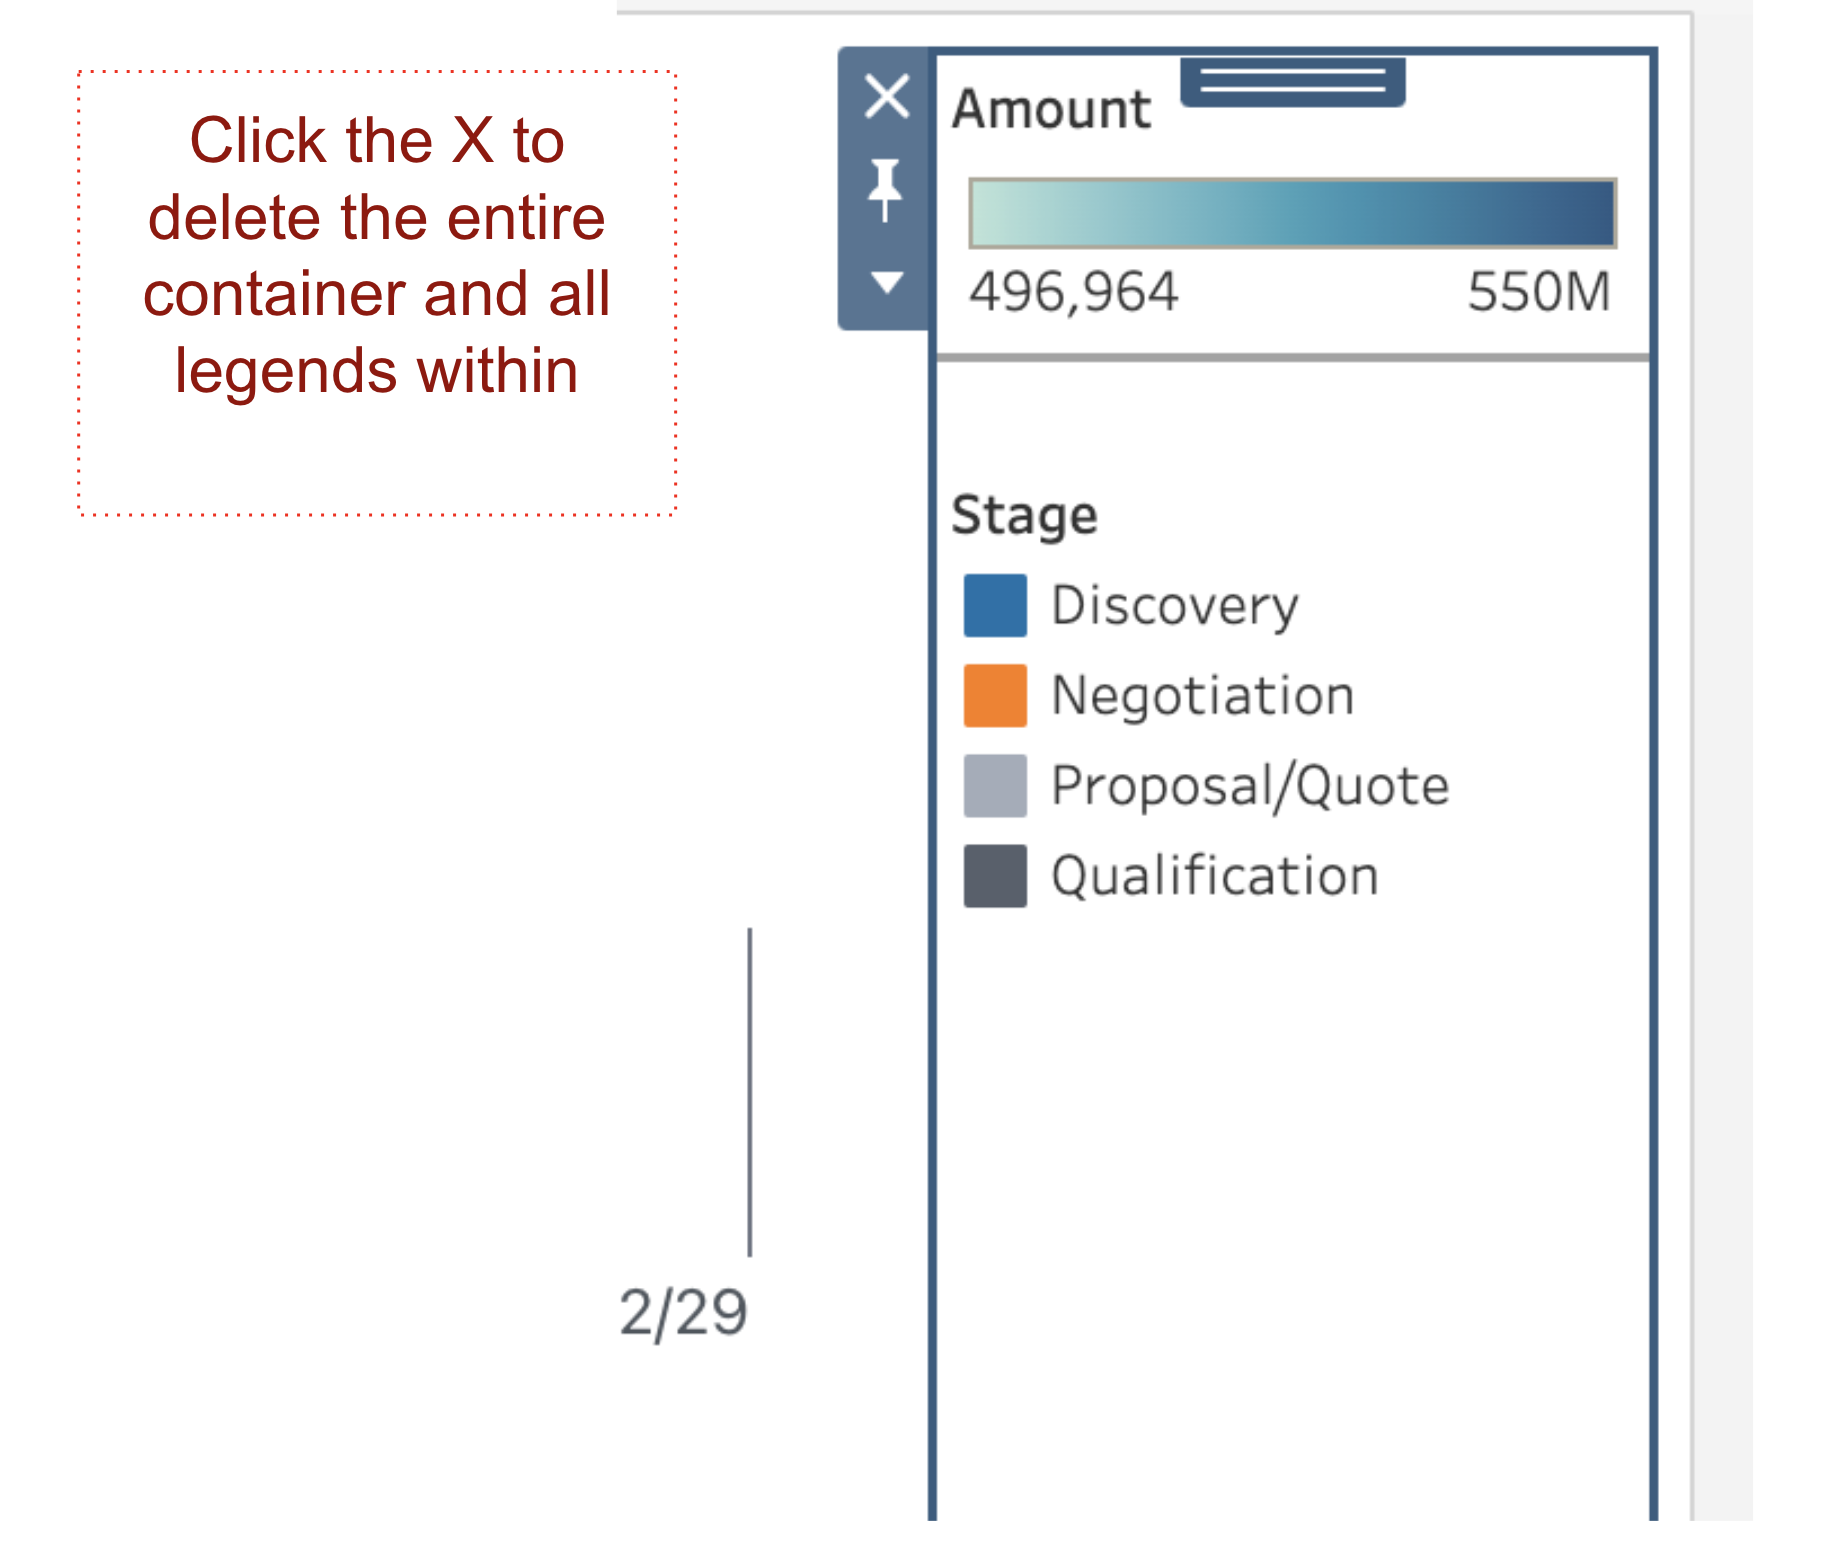 Click the X to
delete the entire
container and all
legends within
Amount
496,964 550M
Stage
Discovery
Negotiation
Proposal/Quote
Qualification
2/29